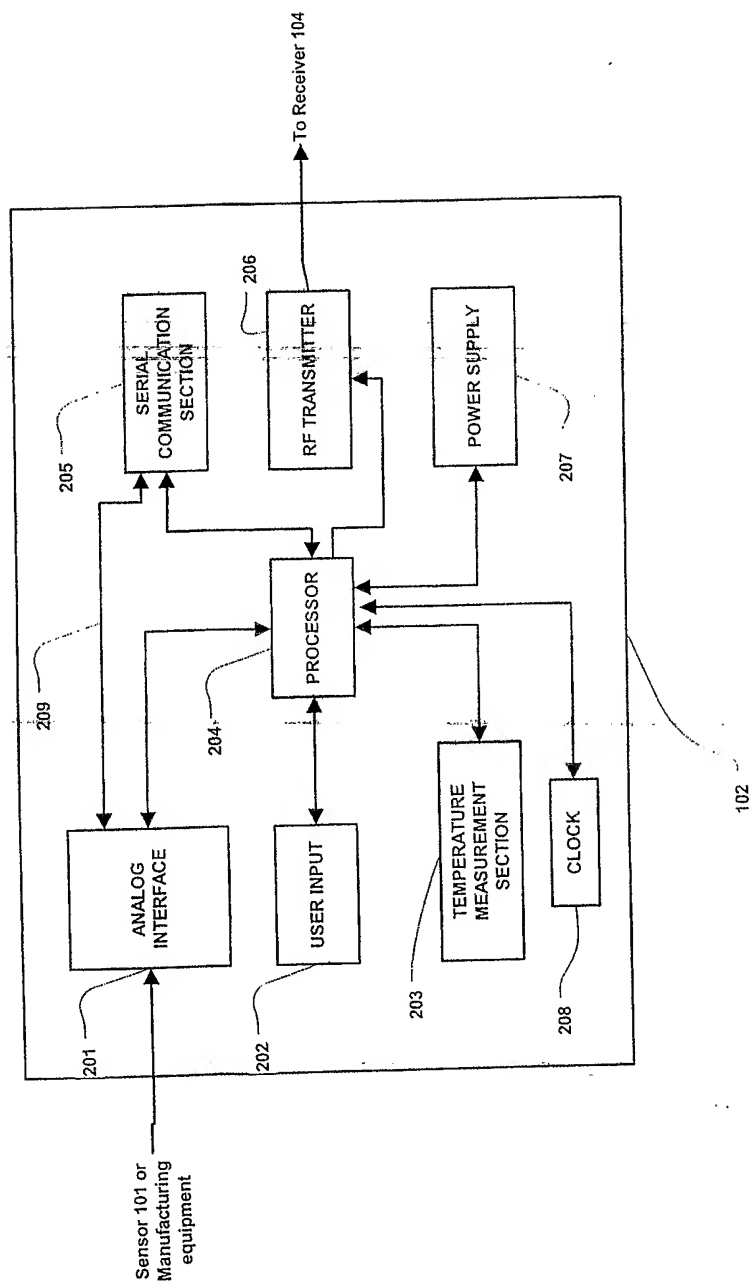 Sensor 101 or
Manufacturing
equipment
201
ANALOG
INTERFACE
209
205
SERIAL
COMMUNICATION
SECTION
202
USER INPUT
204
PROCESSOR
206
RF TRANSMITTER
To Receiver 104
203
TEMPERATURE
MEASUREMENT
SECTION
208
CLOCK
POWER SUPPLY
207
102